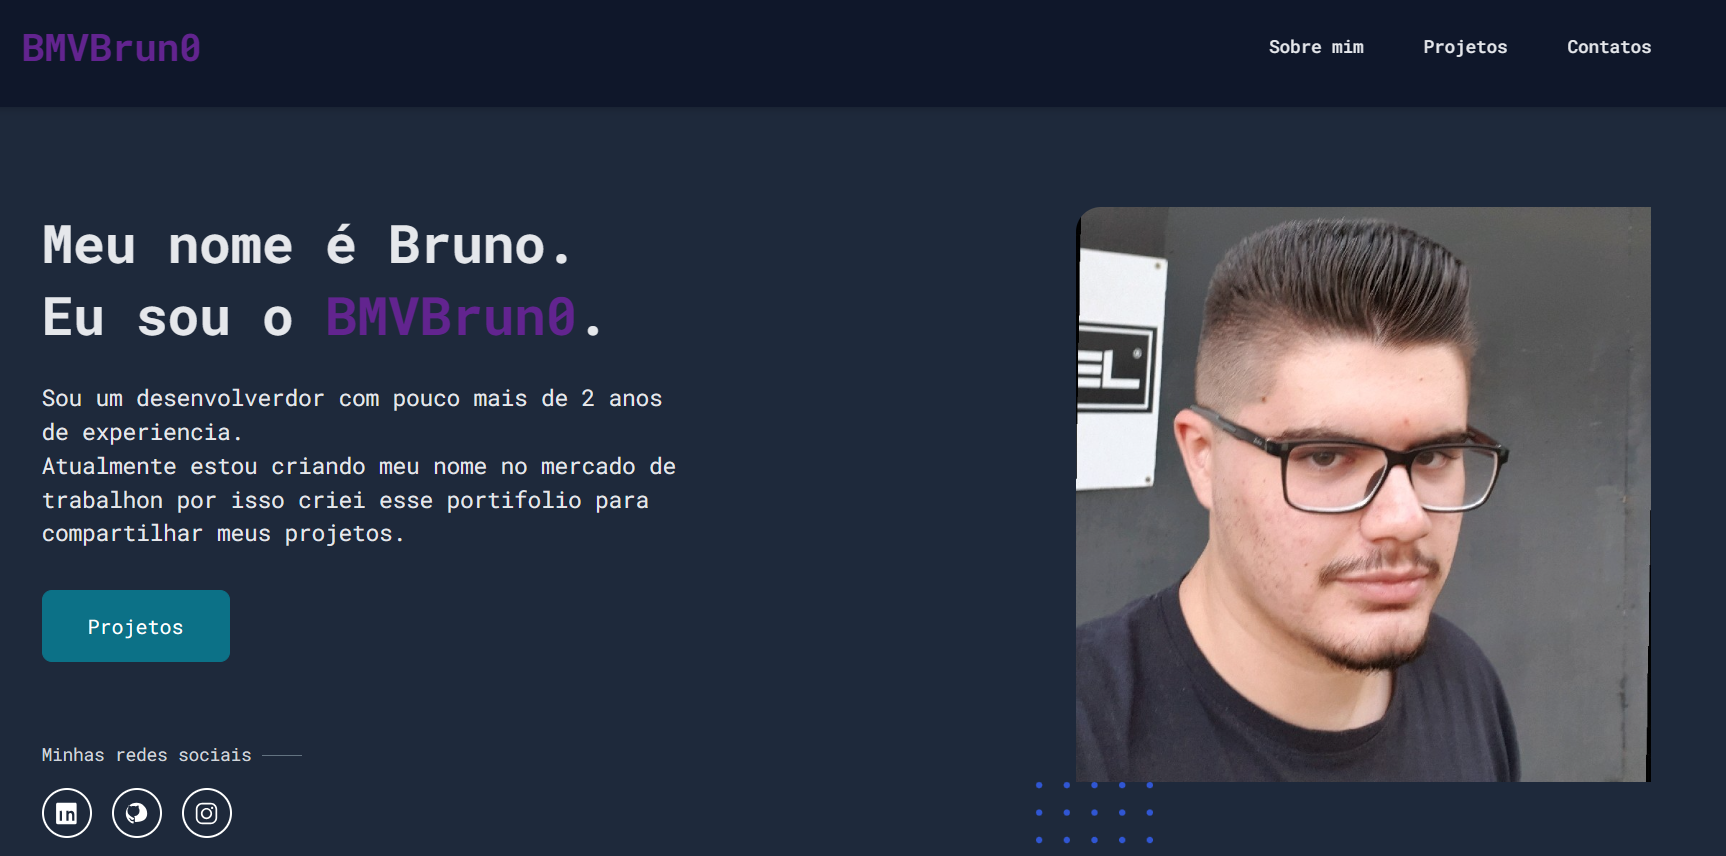 BMVBrun0
Sobre mim Projetos Contatos
Meu nome é Bruno.
Eu sou o BMVBrun0.
Sou um desenvolverdor com pouco mais de 2 anos
de experiencia.
Atualmente estou criando meu nome no mercado de
trabalhon por isso criei esse portifolio para
compartilhar meus projetos.
Projetos
Minhas redes sociais
EL®